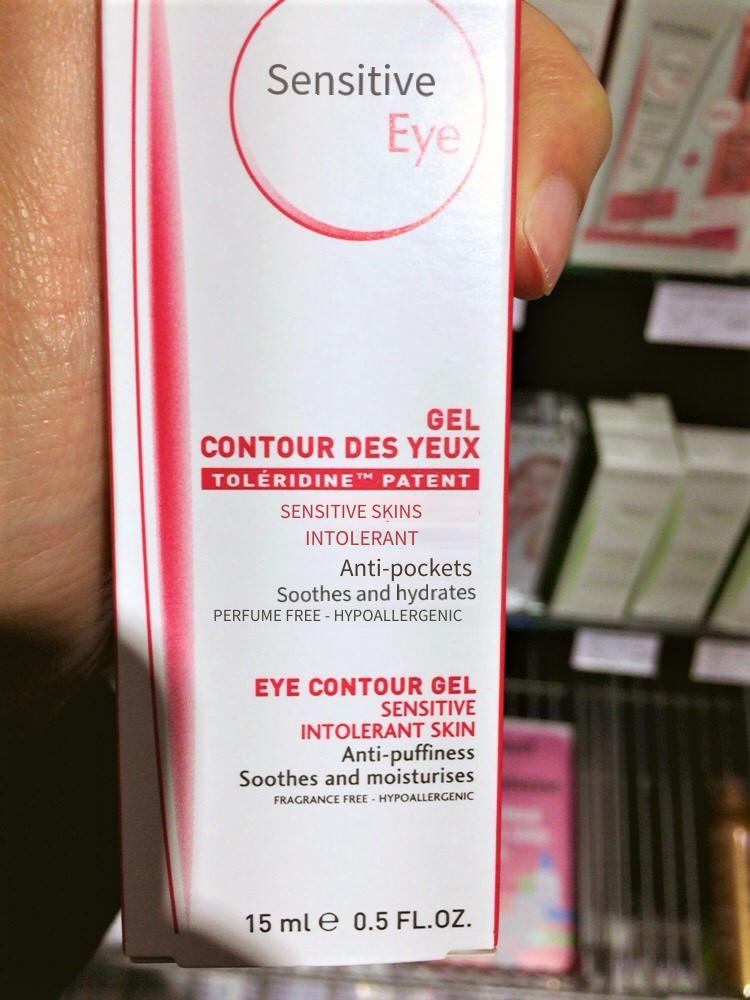 Sensitive
Eye
GEL
CONTOUR DES YEUX
TOLÉRIDINE™ PATENT
SENSITIVE SKINS
INTOLERANT
Anti-pockets
Soothes and hydrates
PERFUME FREE - HYPOALLERGENIC
EYE CONTOUR GEL
SENSITIVE
INTOLERANT SKIN
Anti-puffiness
Soothes and moisturises
FRAGRANCE FREE - HYPOALLERGENIC
15 ml ℮ 0.5 FL.OZ.